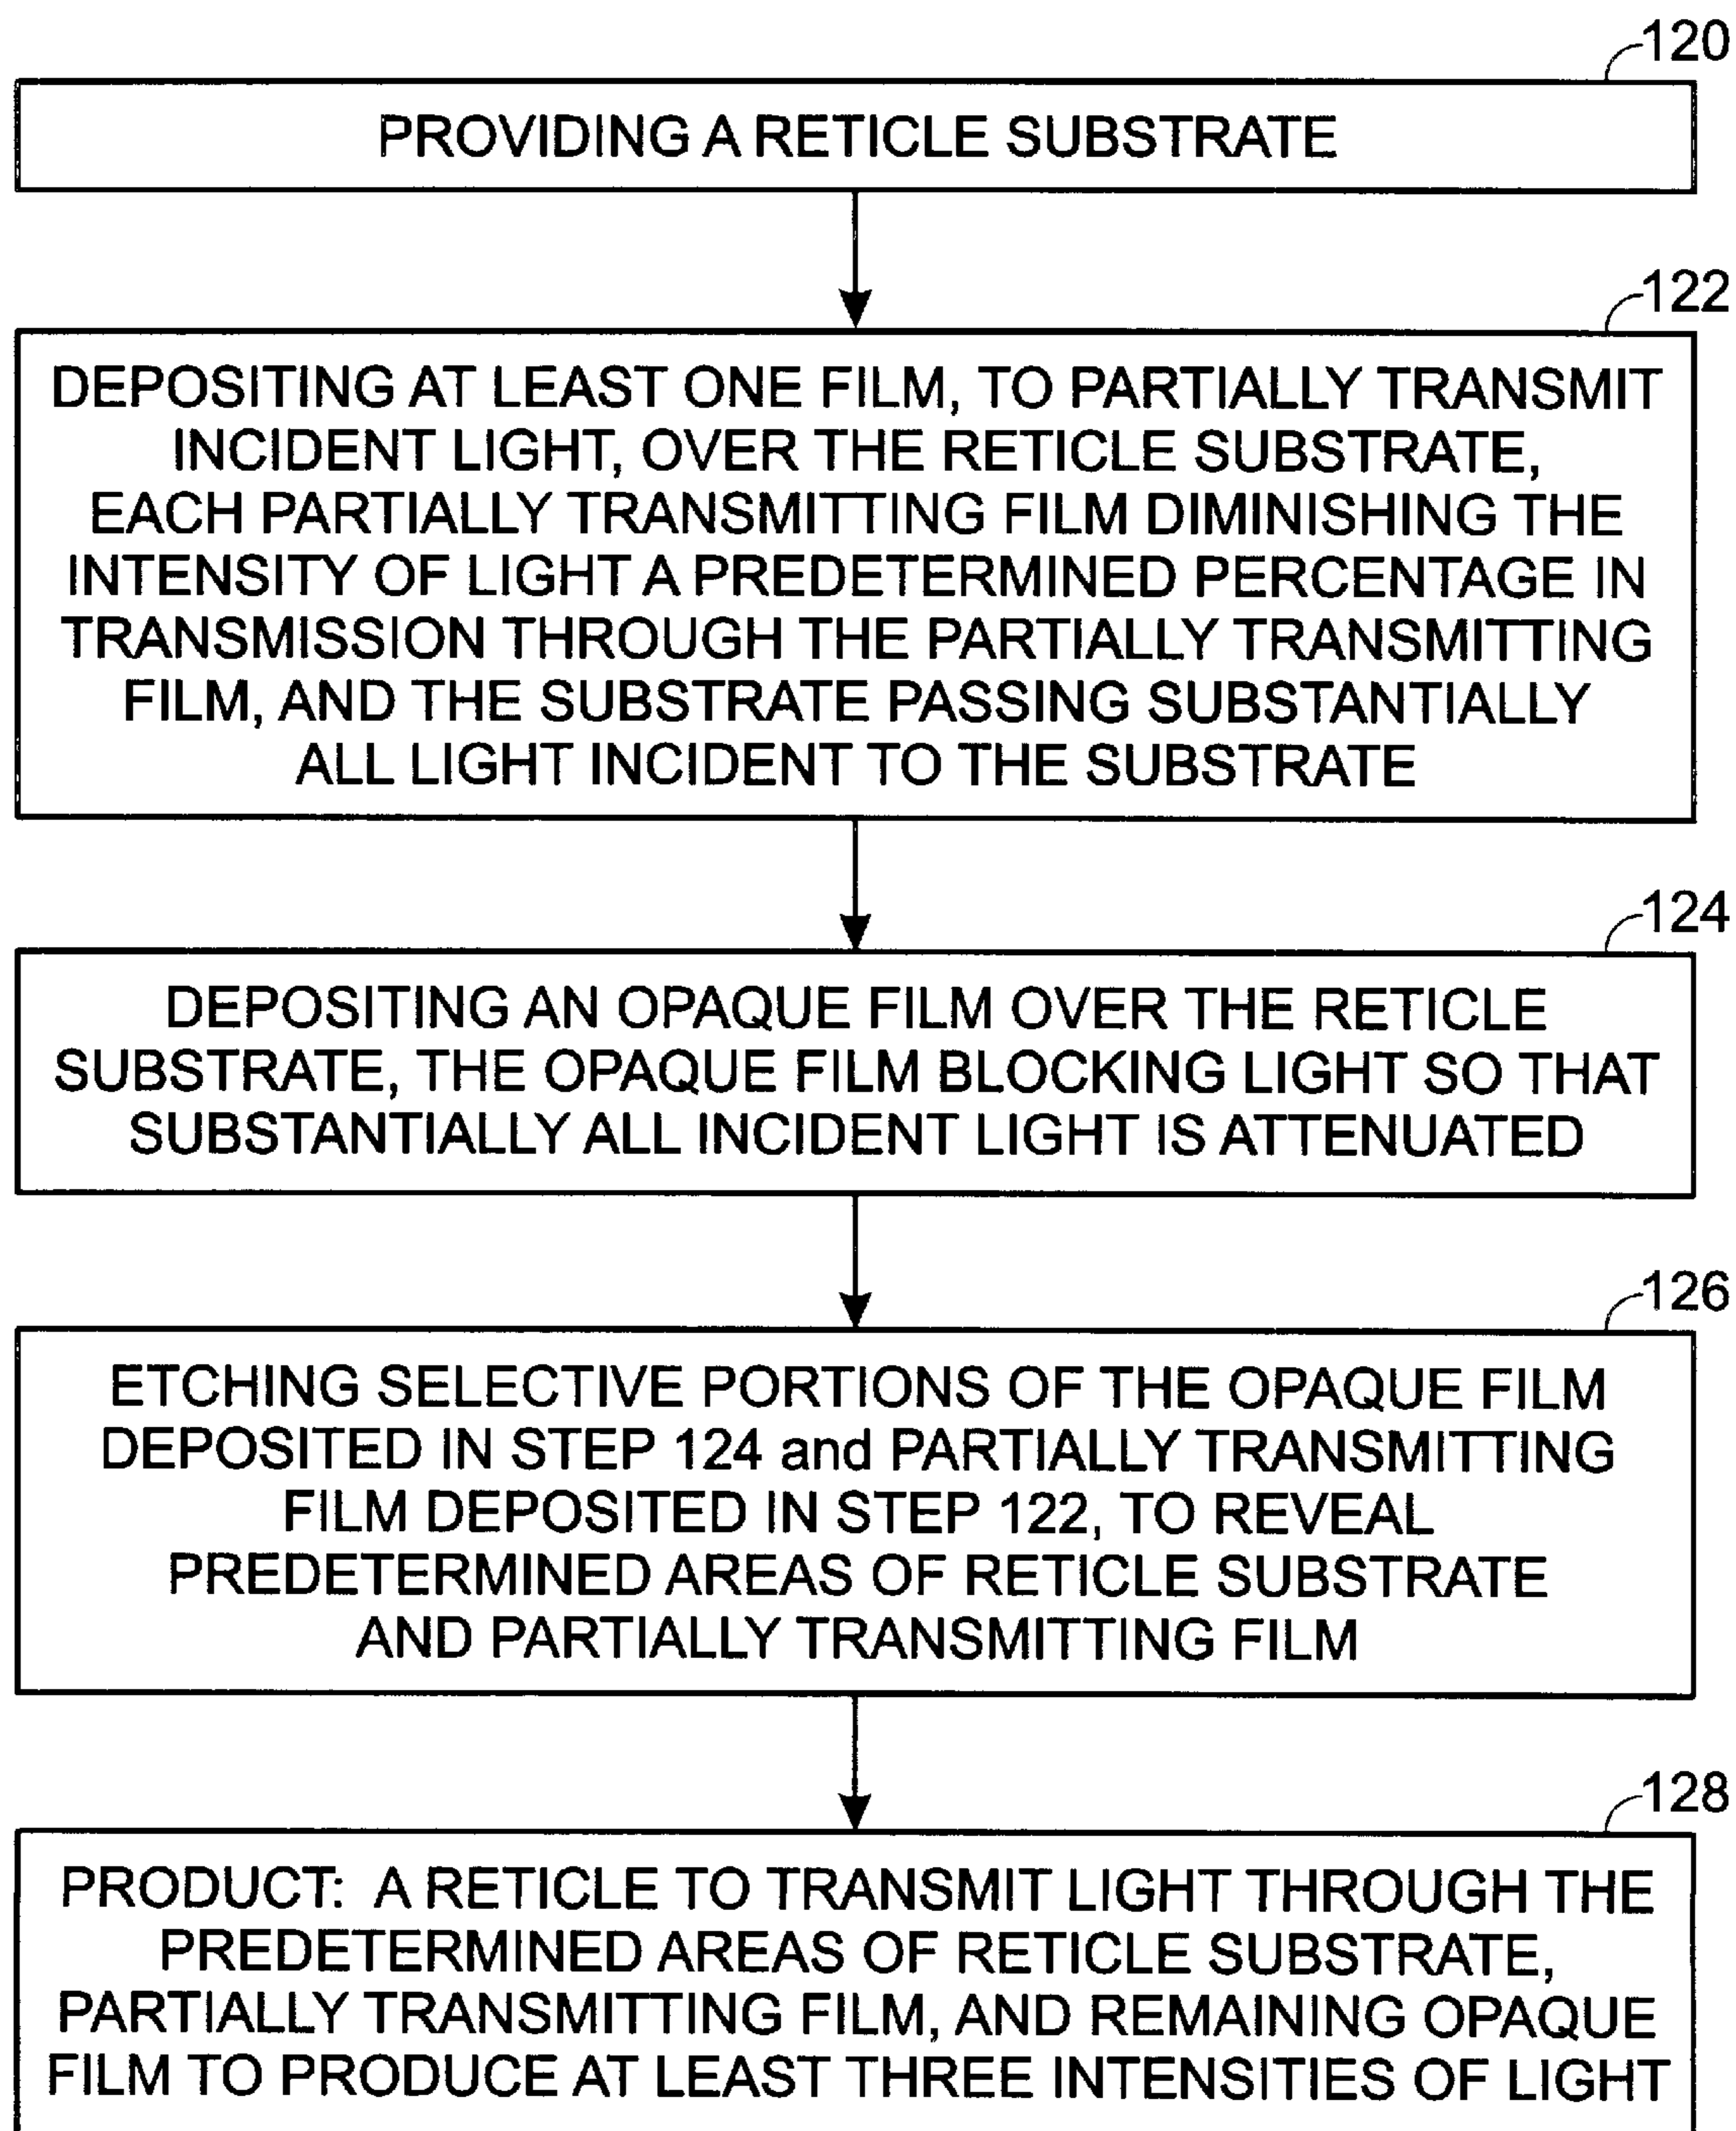 120
PROVIDING A RETICLE SUBSTRATE
122
DEPOSITING AT LEAST ONE FILM, TO PARTIALLY TRANSMIT
INCIDENT LIGHT, OVER THE RETICLE SUBSTRATE,
EACH PARTIALLY TRANSMITTING FILM DIMINISHING THE
INTENSITY OF LIGHT A PREDETERMINED PERCENTAGE IN
TRANSMISSION THROUGH THE PARTIALLY TRANSMITTING
FILM, AND THE SUBSTRATE PASSING SUBSTANTIALLY
ALL LIGHT INCIDENT TO THE SUBSTRATE
124
DEPOSITING AN OPAQUE FILM OVER THE RETICLE
SUBSTRATE, THE OPAQUE FILM BLOCKING LIGHT SO THAT
SUBSTANTIALLY ALL INCIDENT LIGHT IS ATTENUATED
126
ETCHING SELECTIVE PORTIONS OF THE OPAQUE FILM
DEPOSITED IN STEP 124 and PARTIALLY TRANSMITTING
FILM DEPOSITED IN STEP 122, TO REVEAL
PREDETERMINED AREAS OF RETICLE SUBSTRATE
AND PARTIALLY TRANSMITTING FILM
128
PRODUCT: A RETICLE TO TRANSMIT LIGHT THROUGH THE
PREDETERMINED AREAS OF RETICLE SUBSTRATE,
PARTIALLY TRANSMITTING FILM, AND REMAINING OPAQUE
FILM TO PRODUCE AT LEAST THREE INTENSITIES OF LIGHT